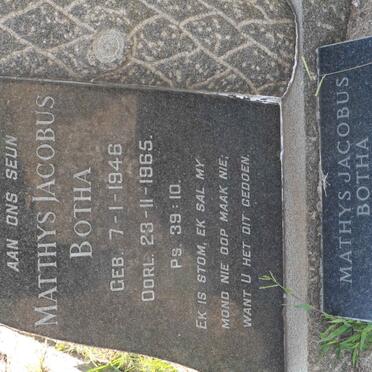 AAN ONS SEUN
MATTHYS JACOBUS
BOTHA
GEB. 7-1-1946
OORL. 23-11-1965.
PS. 39:10.
EK IS STOM, EK SAL MY
MOND NIE OOP MAAK NIE;
WANT U HET DIT GEDOEN.
MATHYS JACOBUS
BOTHA